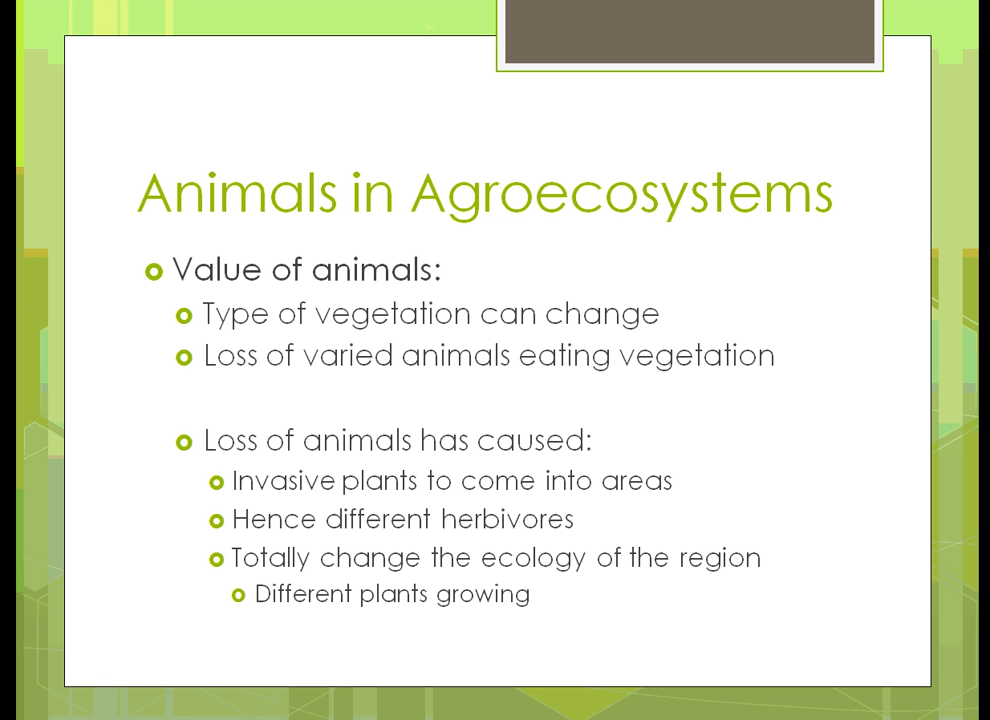 Animals in Agroecosystems
Value of animals:
Type of vegetation can change
Loss of varied animals eating vegetation
Loss of animals has caused:
Invasive plants to come into areas
Hence different herbivores
Totally change the ecology of the region
Different plants growing